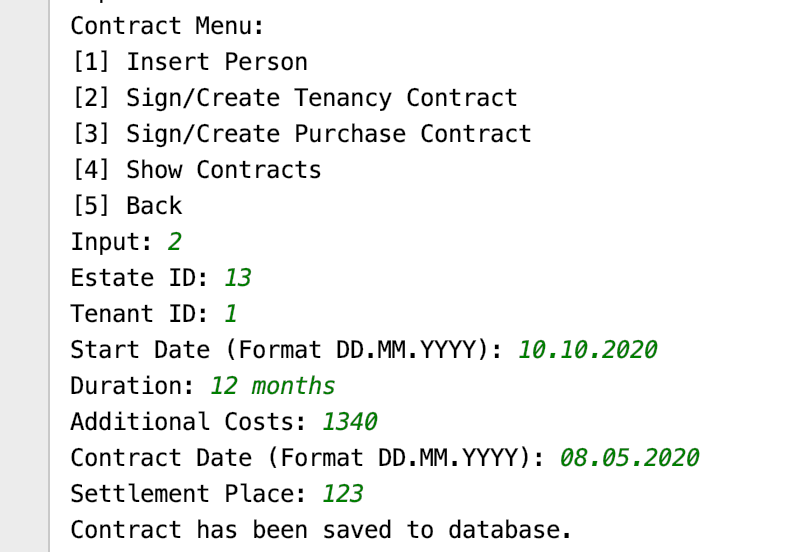 Contract Menu:
[1] Insert Person
[2] Sign/Create Tenancy Contract
[3] Sign/Create Purchase Contract
[4] Show Contracts
[5] Back
Input: 2
Estate ID: 13
Tenant ID: 1
Start Date (Format DD.MM.YYYY): 10.10.2020
Duration: 12 months
Additional Costs: 1340
Contract Date (Format DD.MM.YYYY): 08.05.2020
Settlement Place: 123
Contract has been saved to database.